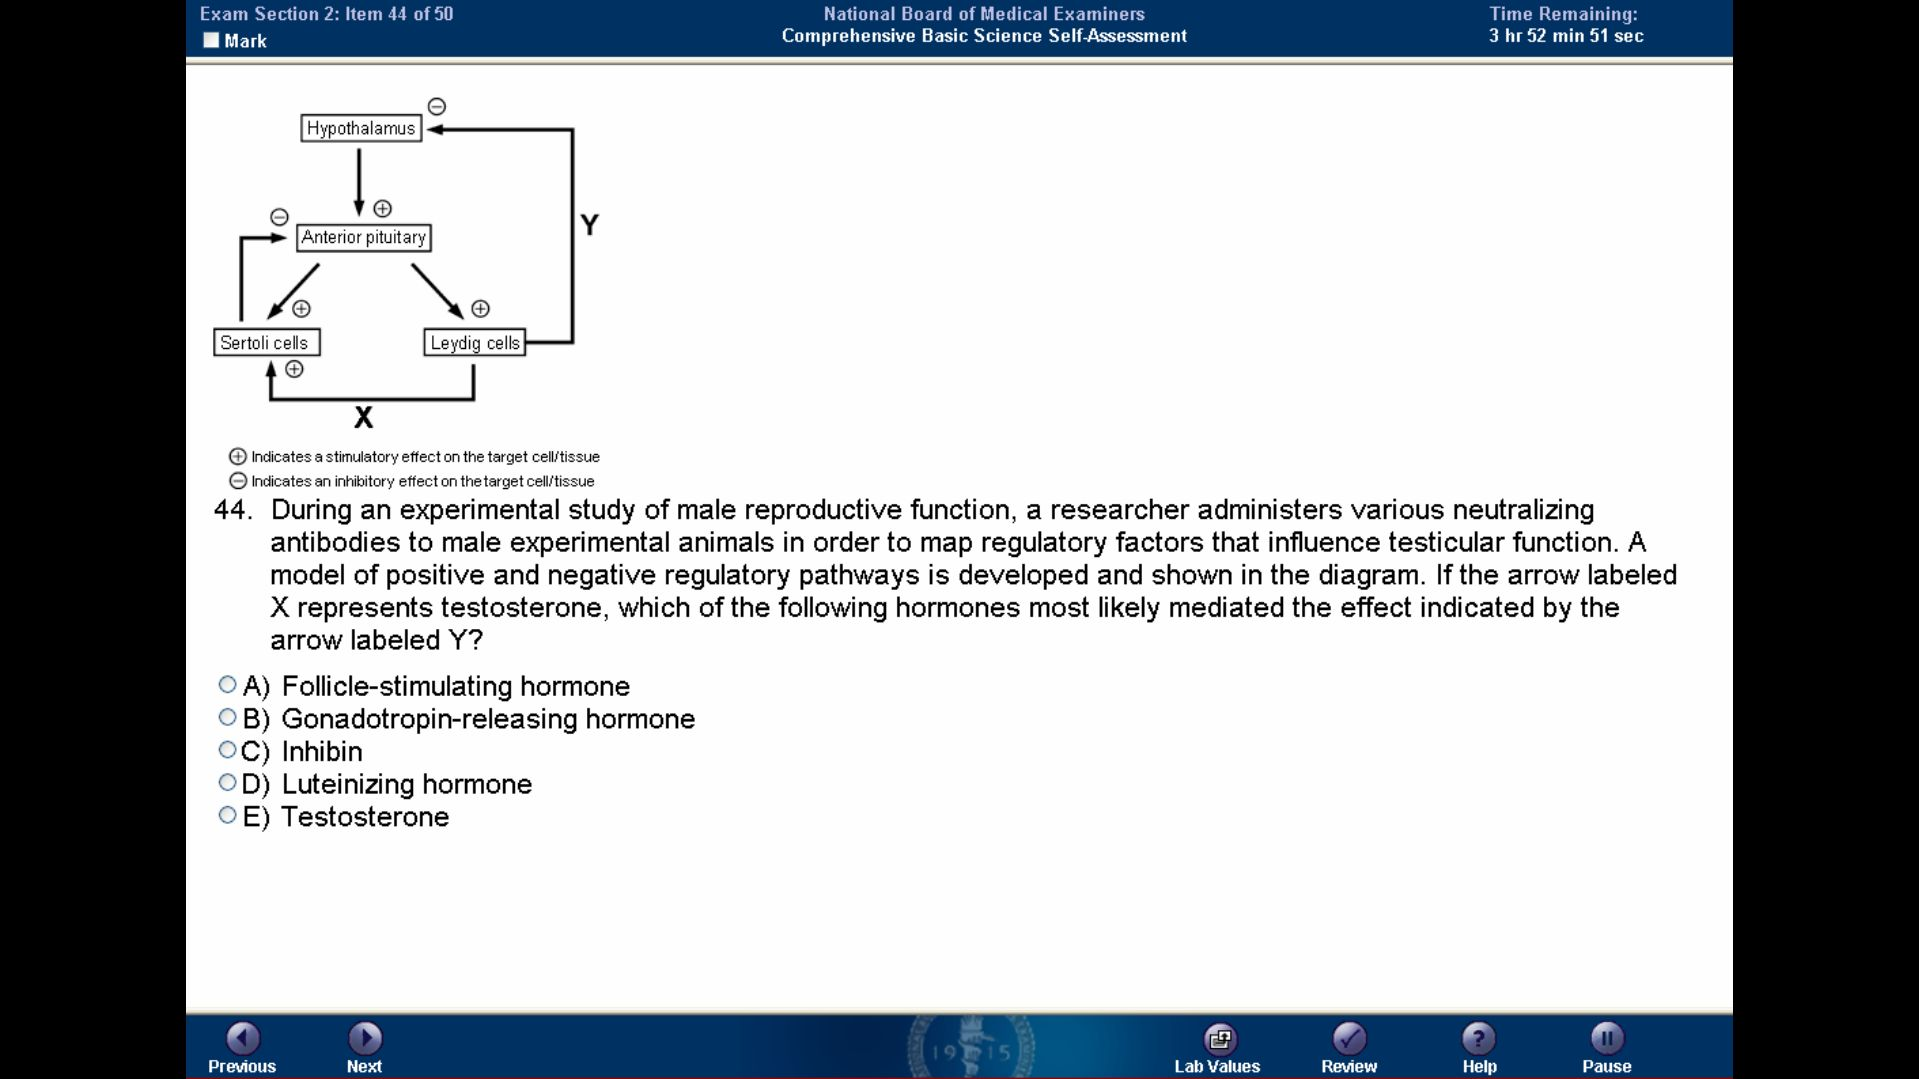 Exam Section 2: Item 44 of 50
National Board of Medical Examiners
Time Remaining:
Mark
Comprehensive Basic Science Self-Assessment
3 hr 52 min 51 sec
Hypothalamus
Y
Anterior pituitary
Sertoli cells
Leydig cells
X
Indicates a stimulatory effect on the target cell/tissue
Indicates an inhibitory effect on the target cell/tissue
44. During an experimental study of male reproductive function, a researcher administers various neutralizing
antibodies to male experimental animals in order to map regulatory factors that influence testicular function. A
model of positive and negative regulatory pathways is developed and shown in the diagram. If the arrow labeled
X represents testosterone, which of the following hormones most likely mediated the effect indicated by the
arrow labeled Y?
A) Follicle-stimulating hormone
B) Gonadotropin-releasing hormone
C) Inhibin
D) Luteinizing hormone
E) Testosterone
1915
Previous
Next
Lab Values
Review
Help
Pause